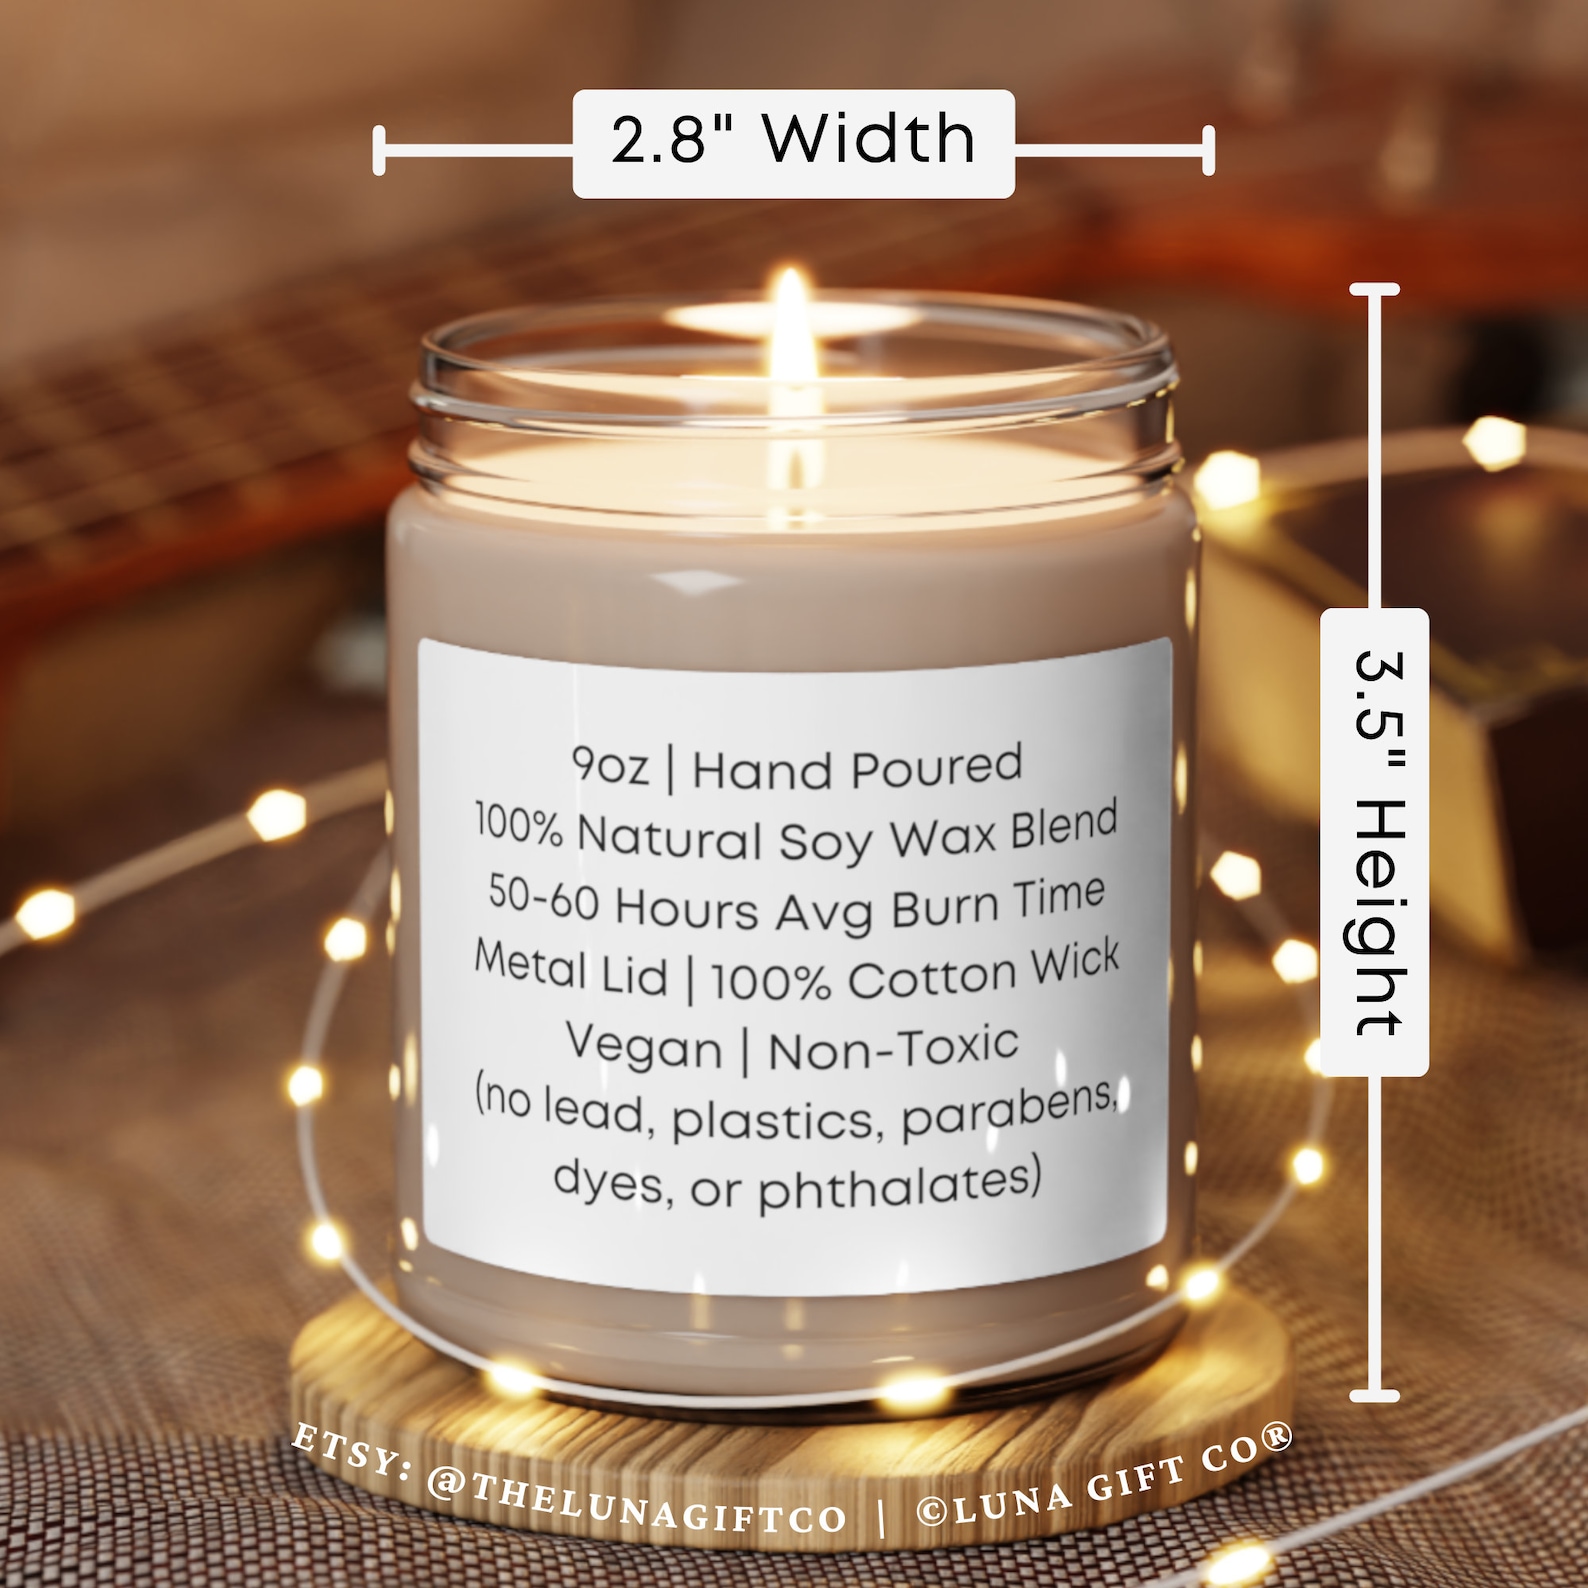 2.8" Width
3.5" Height
9oz | Hand Poured
100% Natural Soy Wax Blend
50-60 Hours Avg Burn Time
Metal Lid | 100% Cotton Wick
Vegan | Non-Toxic
(no lead, plastics, parabens,
dyes, or phthalates)
ETSY: @THELUNAGIFTCO | ©LUNA GIFT CO®